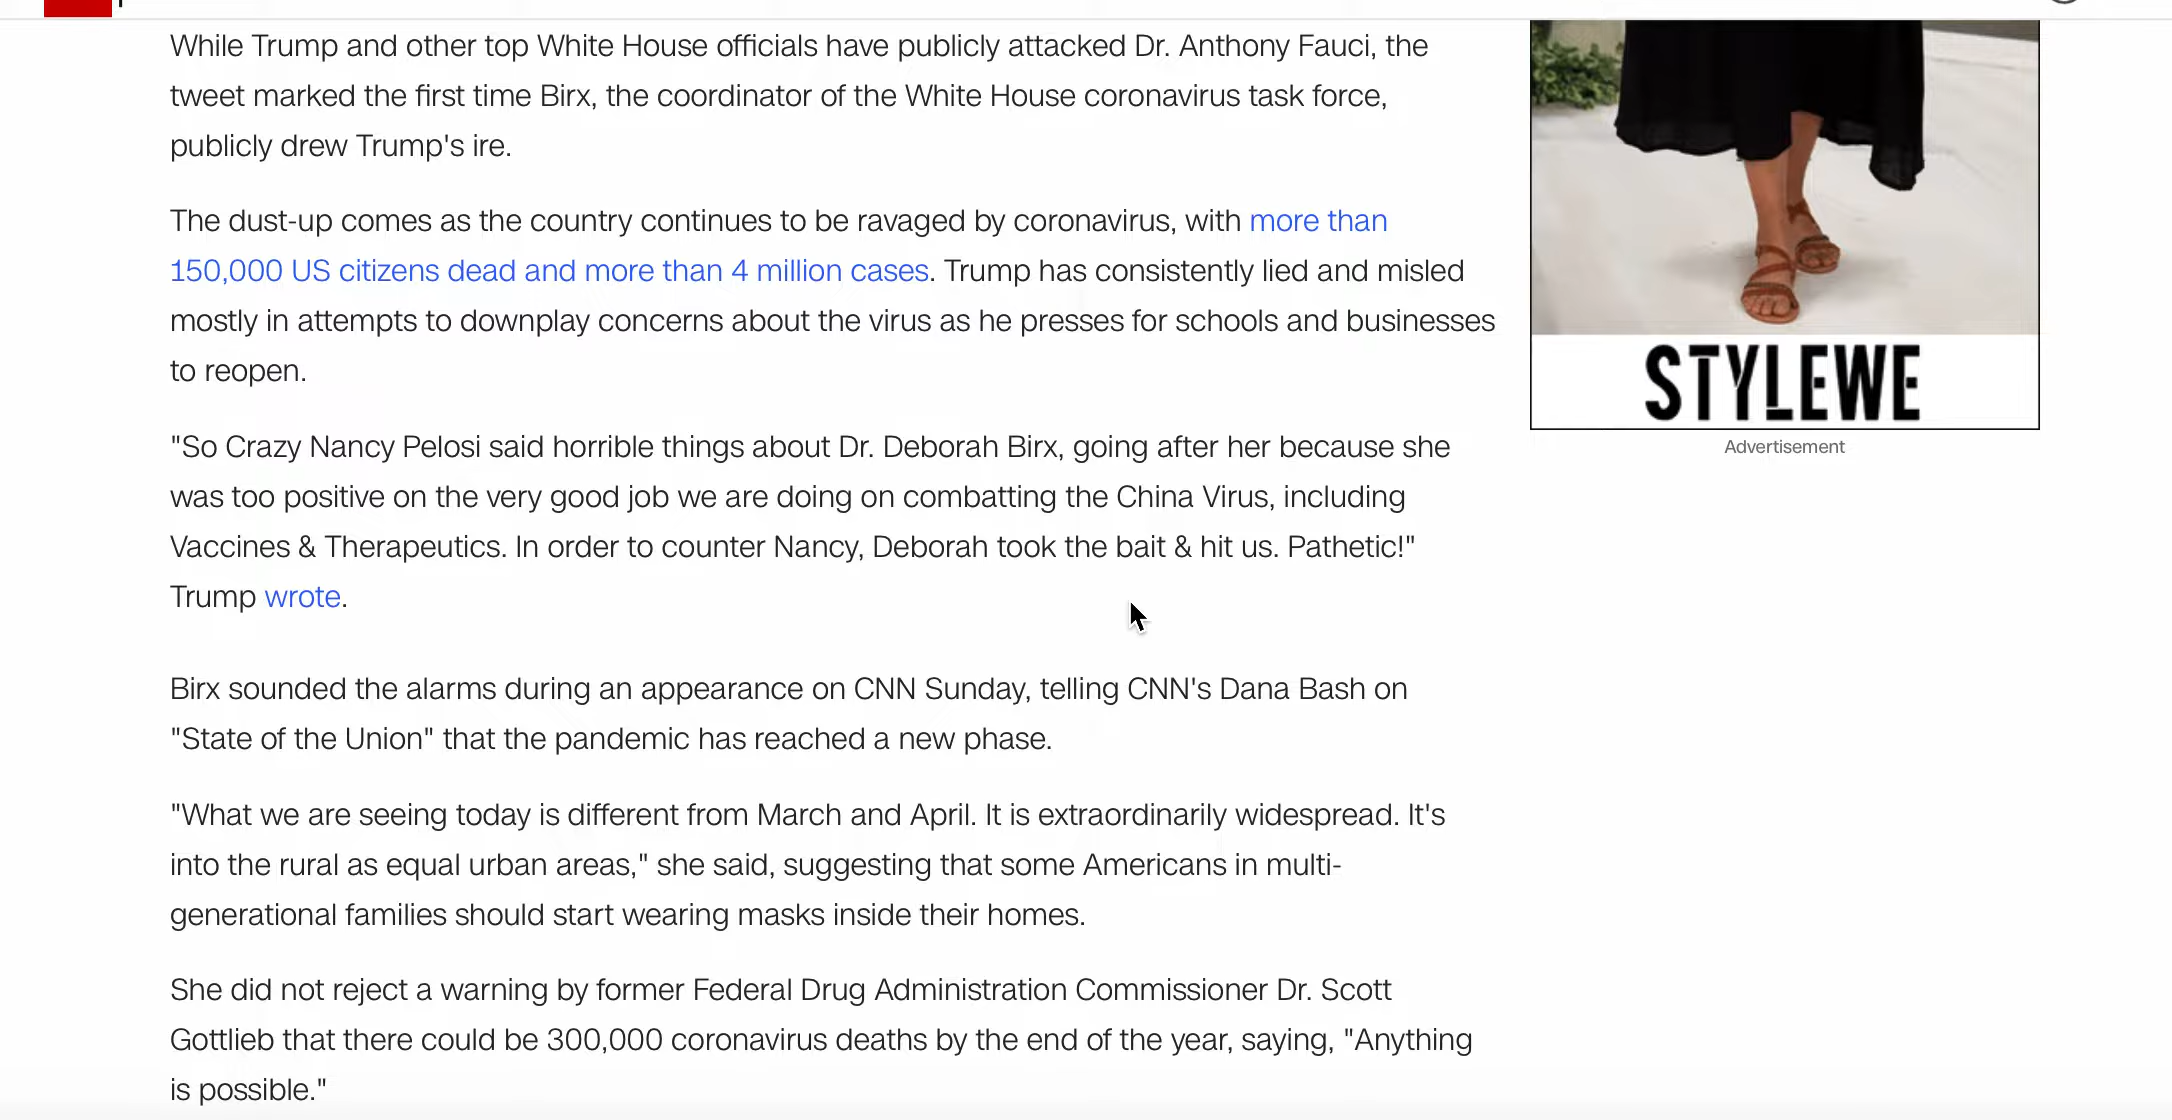 While Trump and other top White House officials have publicly attacked Dr. Anthony Fauci, the
tweet marked the first time Birx, the coordinator of the White House coronavirus task force,
publicly drew Trump's ire.
The dust-up comes as the country continues to be ravaged by coronavirus, with more than
150,000 US citizens dead and more than 4 million cases. Trump has consistently lied and misled
mostly in attempts to downplay concerns about the virus as he presses for schools and businesses
to reopen.
"So Crazy Nancy Pelosi said horrible things about Dr. Deborah Birx, going after her because she
was too positive on the very good job we are doing on combatting the China Virus, including
Vaccines & Therapeutics. In order to counter Nancy, Deborah took the bait & hit us. Pathetic!"
Trump wrote.
Birx sounded the alarms during an appearance on CNN Sunday, telling CNN's Dana Bash on
"State of the Union" that the pandemic has reached a new phase.
"What we are seeing today is different from March and April. It is extraordinarily widespread. It's
into the rural as equal urban areas," she said, suggesting that some Americans in multi-
generational families should start wearing masks inside their homes.
She did not reject a warning by former Federal Drug Administration Commissioner Dr. Scott
Gottlieb that there could be 300,000 coronavirus deaths by the end of the year, saying, "Anything
is possible."
STYLEWE
Advertisement